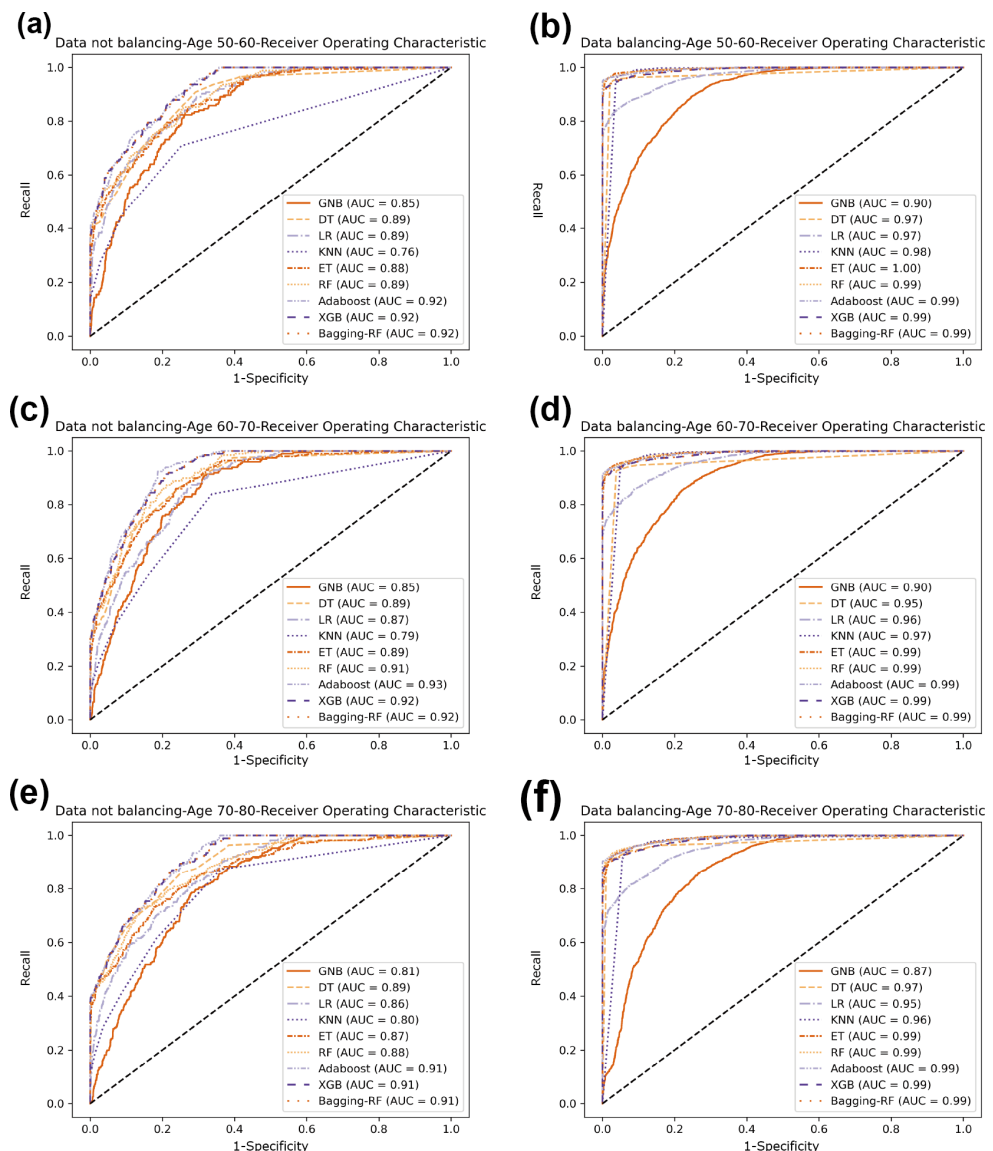 (a)
Data not balancing-Age 50-60-Receiver Operating Characteristic
1.0
0.8
0.6
0.4
0.2
0.0
Recall
GNB (AUC = 0.85)
DT (AUC = 0.89)
LR (AUC = 0.89)
KNN (AUC = 0.76)
ET (AUC = 0.88)
RF (AUC = 0.89)
Adaboost (AUC = 0.92)
XGB (AUC = 0.92)
Bagging-RF (AUC = 0.92)
0.0 0.2 0.4 0.6 0.8 1.0
1-Specificity
(b)
Data balancing-Age 50-60-Receiver Operating Characteristic
1.0
0.8
0.6
0.4
0.2
0.0
Recall
GNB (AUC = 0.90)
DT (AUC = 0.97)
LR (AUC = 0.97)
KNN (AUC = 0.98)
ET (AUC = 1.00)
RF (AUC = 0.99)
Adaboost (AUC = 0.99)
XGB (AUC = 0.99)
Bagging-RF (AUC = 0.99)
0.0 0.2 0.4 0.6 0.8 1.0
1-Specificity
(c)
Data not balancing-Age 60-70-Receiver Operating Characteristic
1.0
0.8
0.6
0.4
0.2
0.0
Recall
GNB (AUC = 0.85)
DT (AUC = 0.89)
LR (AUC = 0.87)
KNN (AUC = 0.79)
ET (AUC = 0.89)
RF (AUC = 0.91)
Adaboost (AUC = 0.93)
XGB (AUC = 0.92)
Bagging-RF (AUC = 0.92)
0.0 0.2 0.4 0.6 0.8 1.0
1-Specificity
(d)
Data balancing-Age 60-70-Receiver Operating Characteristic
1.0
0.8
0.6
0.4
0.2
0.0
Recall
GNB (AUC = 0.90)
DT (AUC = 0.95)
LR (AUC = 0.96)
KNN (AUC = 0.97)
ET (AUC = 0.99)
RF (AUC = 0.99)
Adaboost (AUC = 0.99)
XGB (AUC = 0.99)
Bagging-RF (AUC = 0.99)
0.0 0.2 0.4 0.6 0.8 1.0
1-Specificity
(e)
Data not balancing-Age 70-80-Receiver Operating Characteristic
1.0
0.8
0.6
0.4
0.2
0.0
Recall
GNB (AUC = 0.81)
DT (AUC = 0.89)
LR (AUC = 0.86)
KNN (AUC = 0.80)
ET (AUC = 0.87)
RF (AUC = 0.88)
Adaboost (AUC = 0.91)
XGB (AUC = 0.91)
Bagging-RF (AUC = 0.91)
0.0 0.2 0.4 0.6 0.8 1.0
1-Specificity
(f)
Data balancing-Age 70-80-Receiver Operating Characteristic
1.0
0.8
0.6
0.4
0.2
0.0
Recall
GNB (AUC = 0.87)
DT (AUC = 0.97)
LR (AUC = 0.95)
KNN (AUC = 0.96)
ET (AUC = 0.99)
RF (AUC = 0.99)
Adaboost (AUC = 0.99)
XGB (AUC = 0.99)
Bagging-RF (AUC = 0.99)
0.0 0.2 0.4 0.6 0.8 1.0
1-Specificity